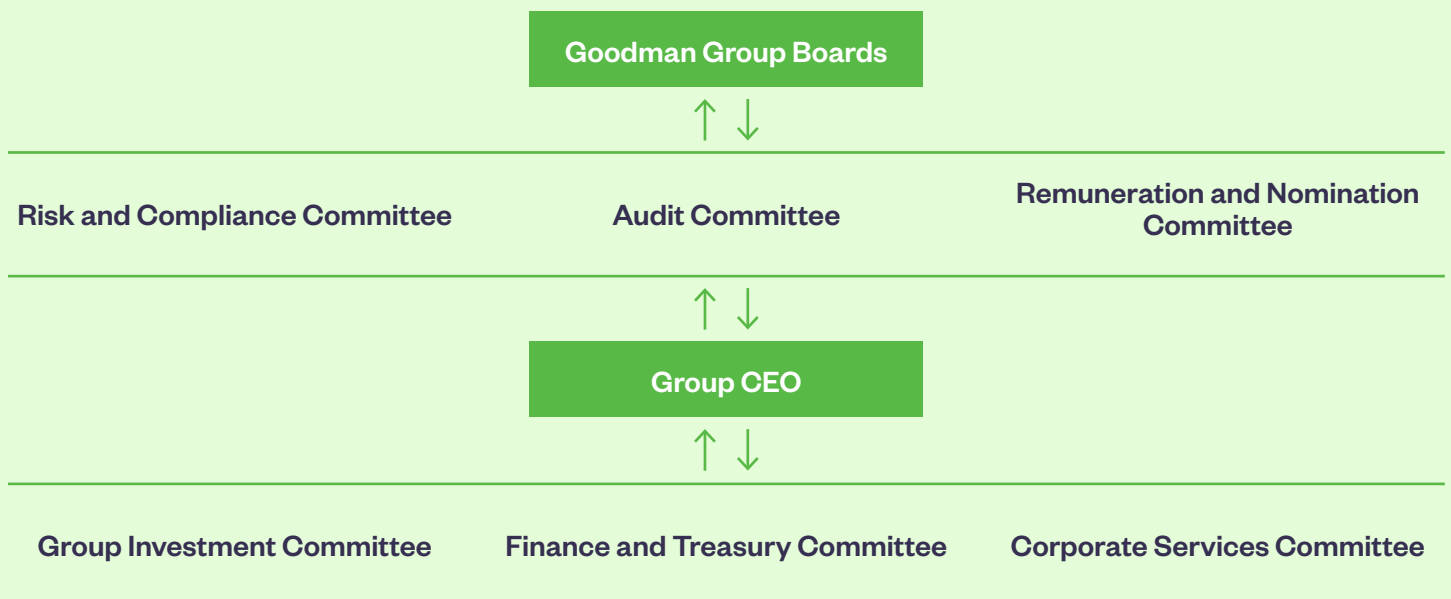 Goodman Group Boards
Risk and Compliance Committee
Audit Committee
Remuneration and Nomination
Committee
Group CEO
Group Investment Committee
Finance and Treasury Committee
Corporate Services Committee